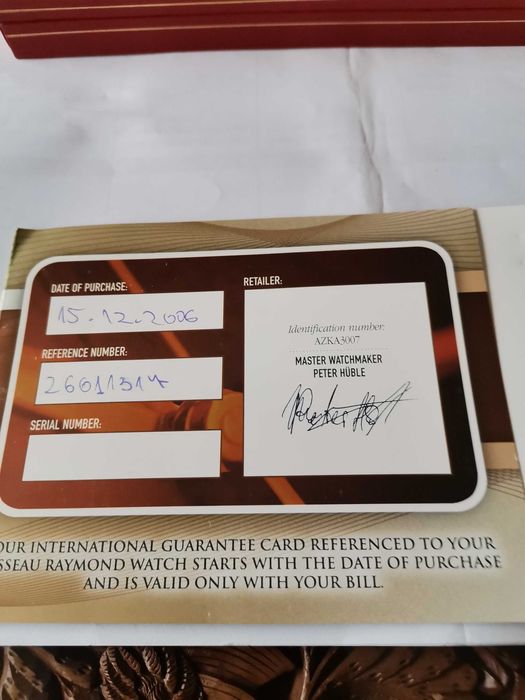 DATE OF PURCHASE:
15.12.2006
REFERENCE NUMBER:
SERIAL NUMBER:
RETAILER:
Identification number:
AZKA3007
MASTER WATCHMAKER
PETER HÜBLE
OUR INTERNATIONAL GUARANTEE CARD REFERENCED TO YOUR
SSEAU RAYMOND WATCH STARTS WITH THE DATE OF PURCHASE
AND IS VALID ONLY WITH YOUR BILL.